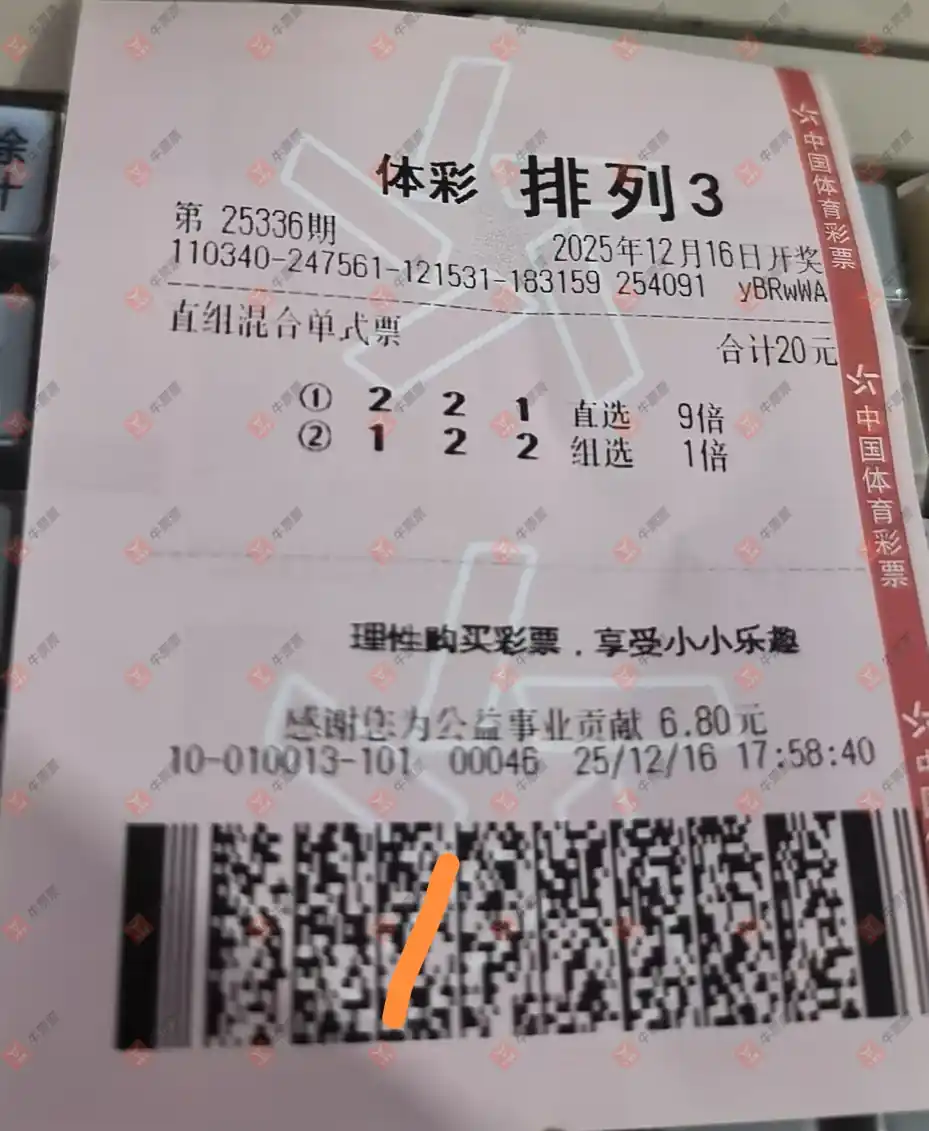 体彩 排列3
第 25336期 2025年12月16日开奖
110340-247561-121531-183159 254091 yBRwWA
直组混合单式票 合计20元
① 2 2 1 直选 9倍
② 1 2 2 组选 1倍
理性购买彩票，享受小小乐趣
感谢您为公益事业贡献 6.80元
10-010013-101 00046 25/12/16 17:58:40
中国体育彩票
中国体育彩票
中
牛票票